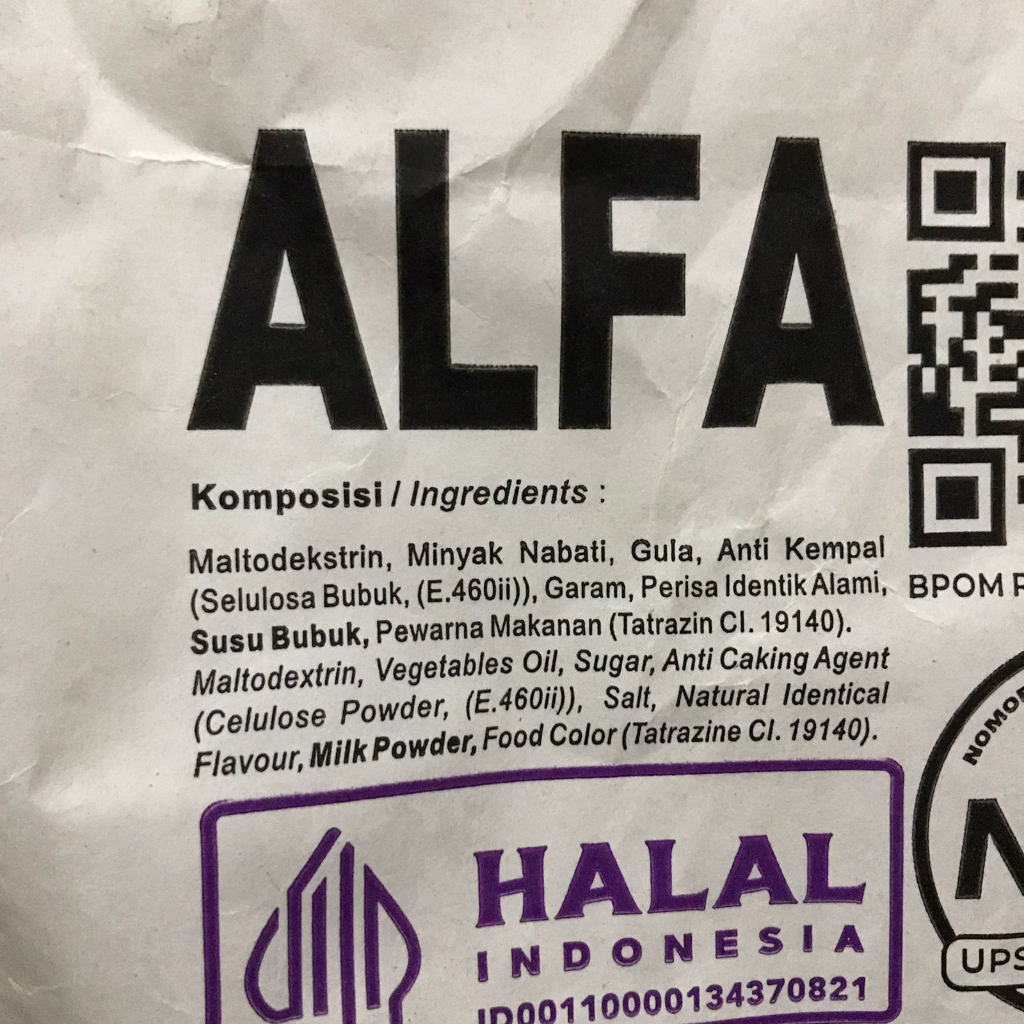 ALFA
Komposisi / Ingredients :
Maltodekstrin, Minyak Nabati, Gula, Anti Kempal
(Selulosa Bubuk, (E.460ii)), Garam, Perisa Identik Alami,
Susu Bubuk, Pewarna Makanan (Tatrazin CI. 19140).
Maltodextrin, Vegetables Oil, Sugar, Anti Caking Agent
(Celulose Powder, (E.460ii)), Salt, Natural Identical
Flavour, Milk Powder, Food Color (Tatrazine CI. 19140).
BPOM
HALAL
INDONESIA
ID00110000134370821